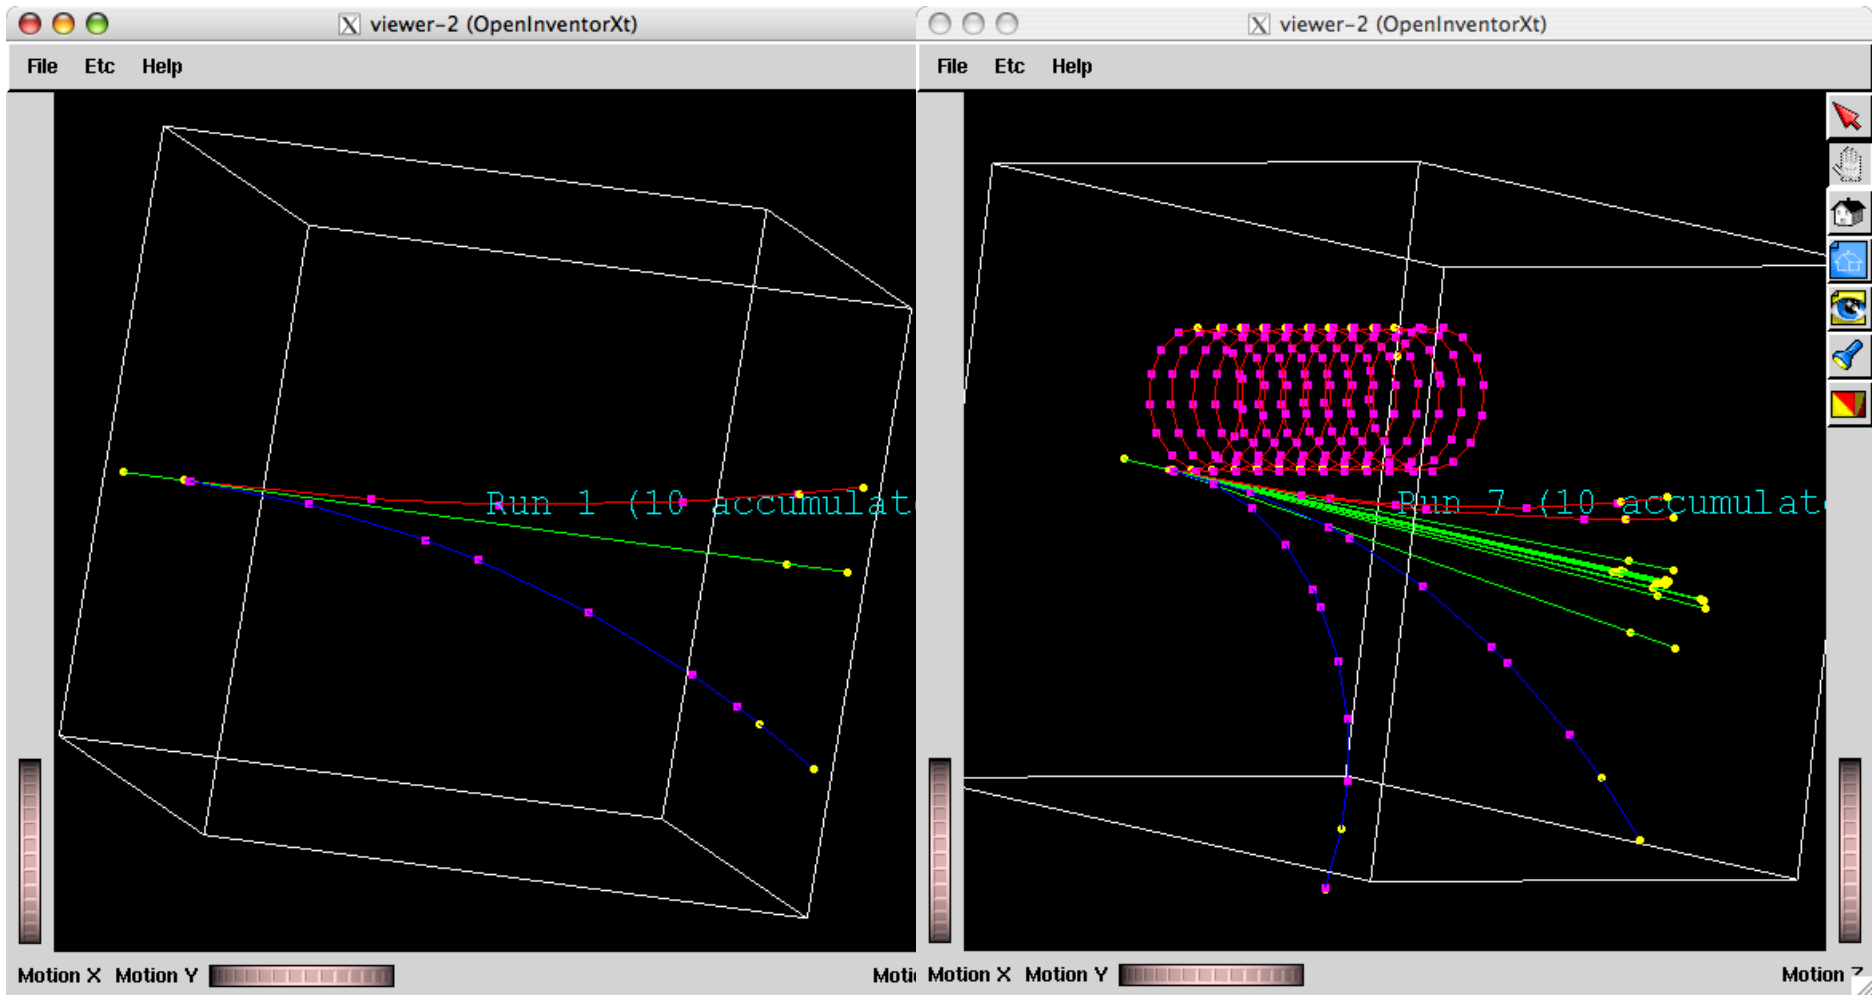 viewer-2 (OpenInventorXt)
File Etc Help
Run 1 (10 accumulat
Motion X Motion Y
Moti
viewer-2 (OpenInventorXt)
File Etc Help
Run 7 (10 accumulat
Motion X Motion Y
Motion Z